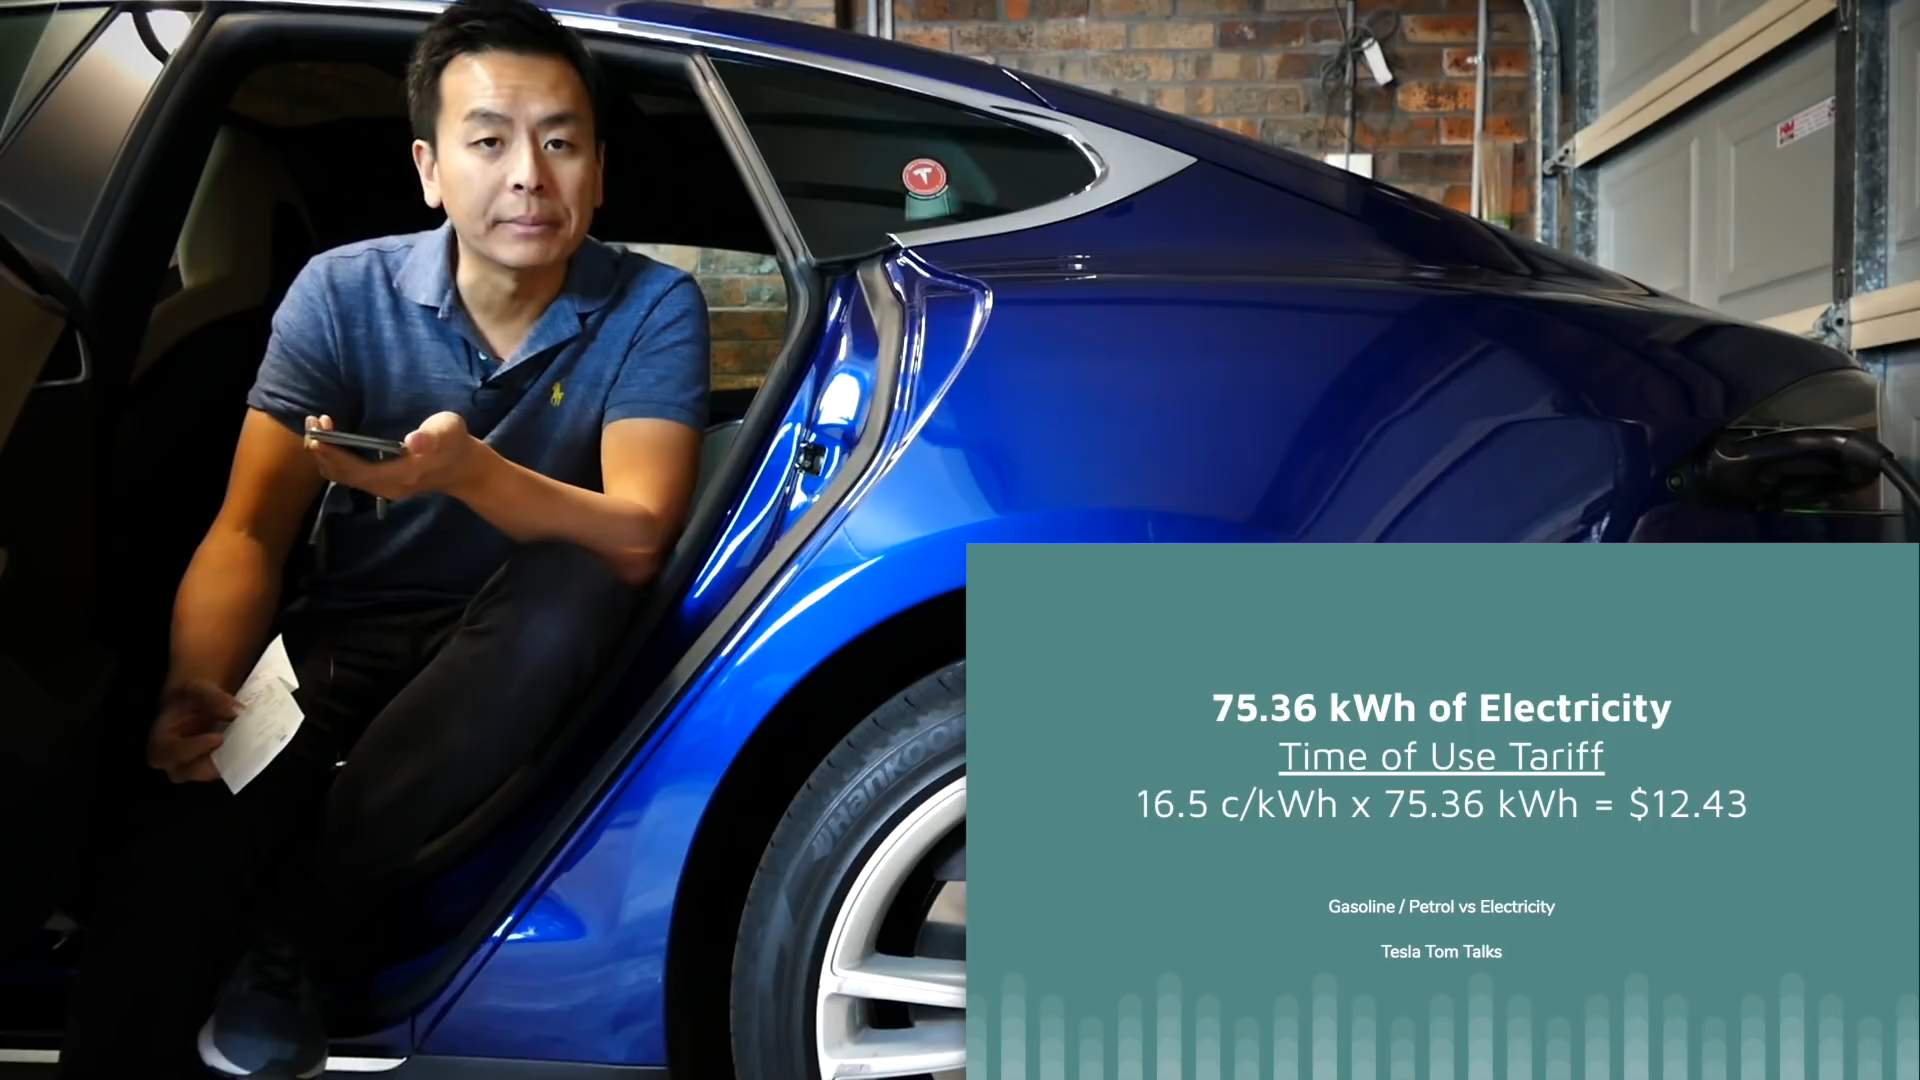 Hankoo
75.36 kWh of Electricity
Time of Use Tariff
16.5 c/kWh x 75.36 kWh = $12.43
Gasoline / Petrol vs Electricity
Tesla Tom Talks